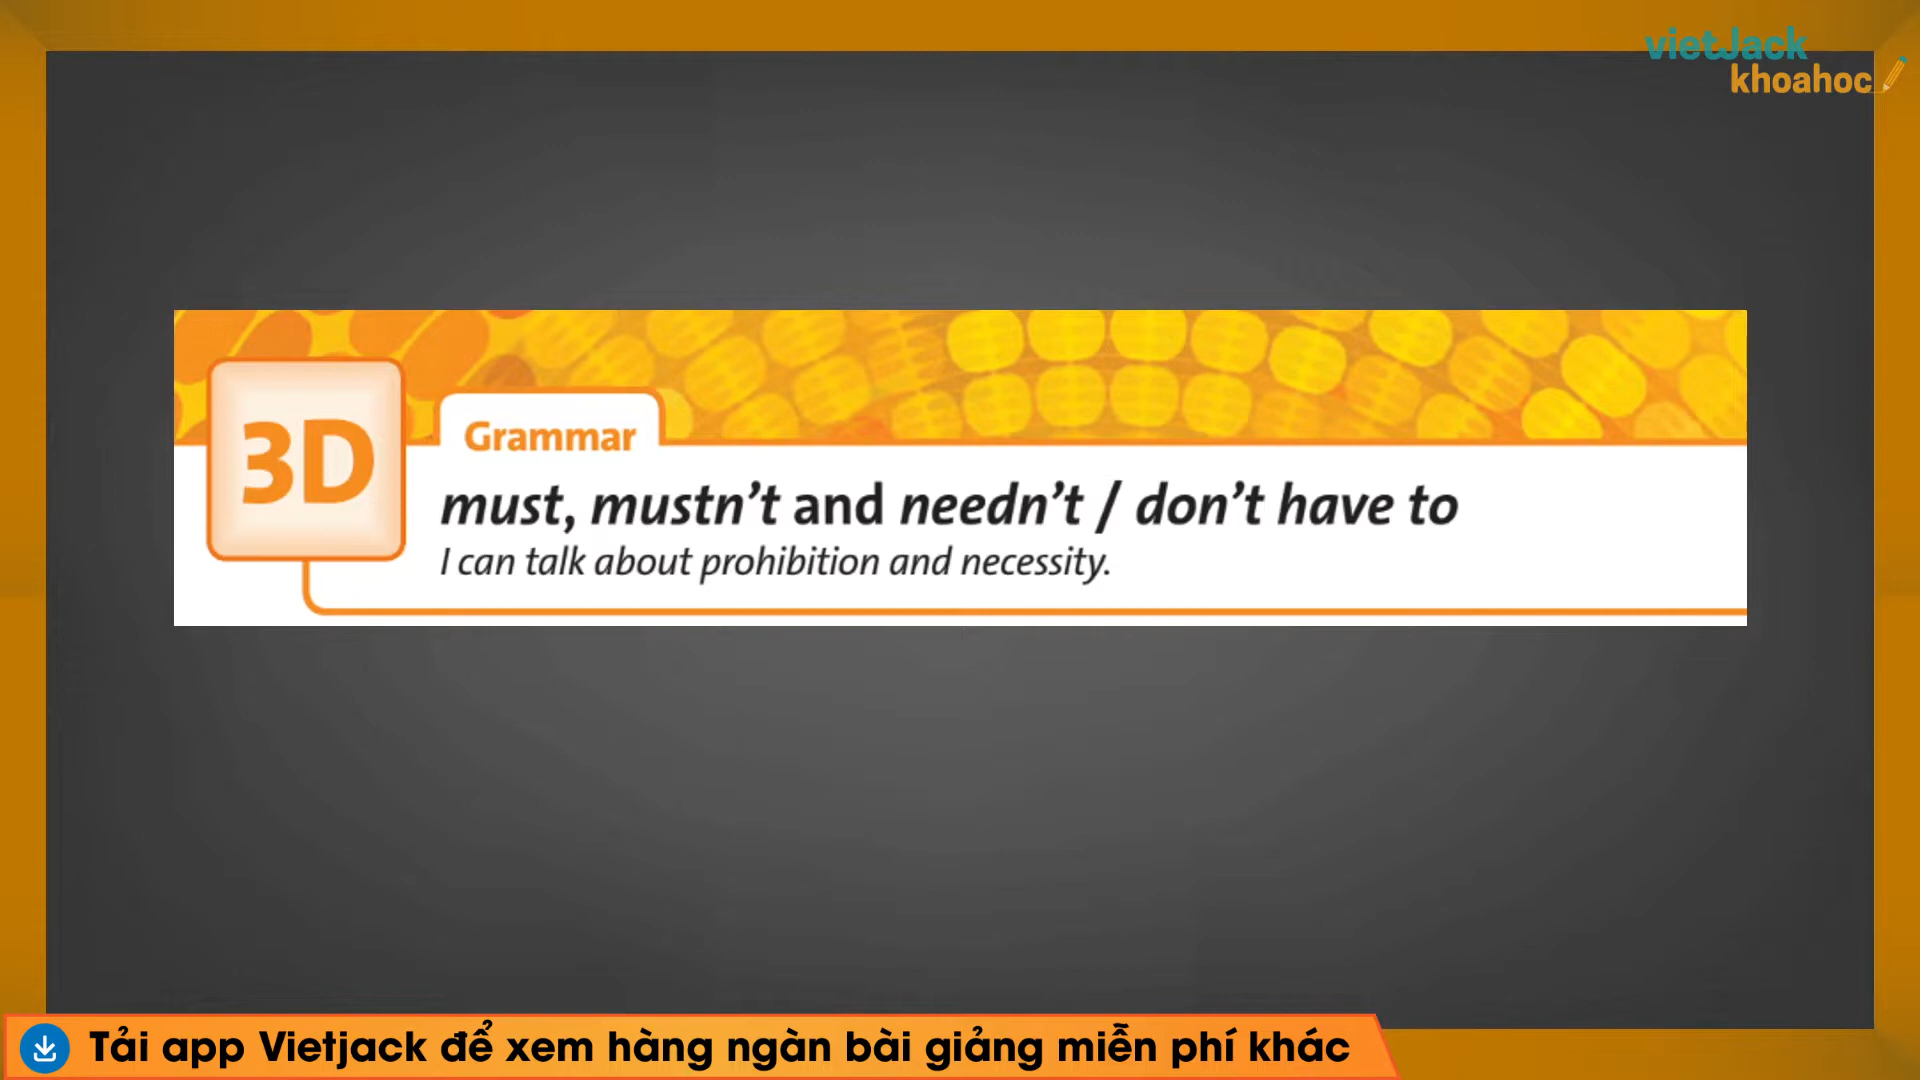 vietJack
khoahoc
3D
Grammar
must, mustn't and needn't / don't have to
I can talk about prohibition and necessity.
Tải app Vietjack để xem hàng ngàn bài giảng miễn phí khác